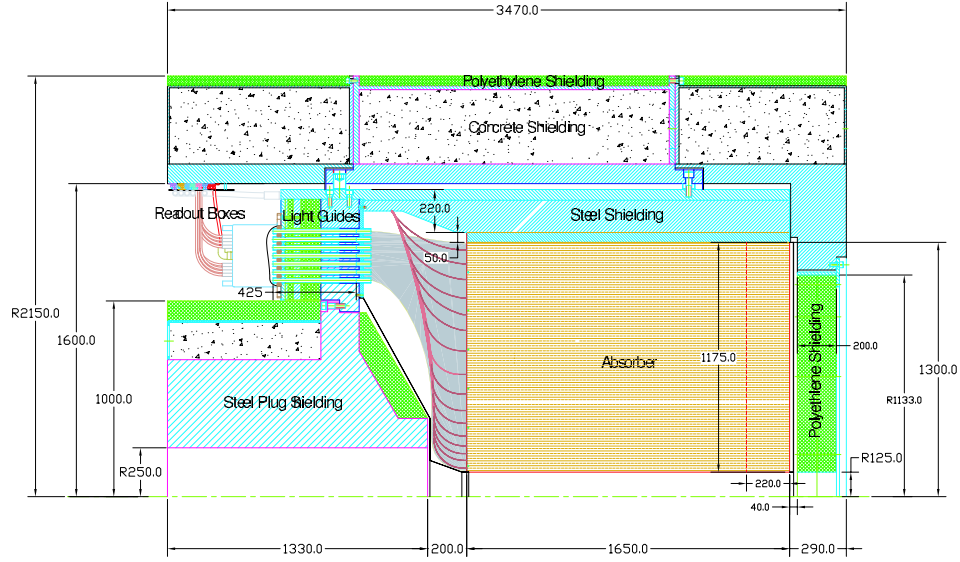 3470.0
Polyethylene Shielding
Concrete Shielding
Readout Boxes
Light Guides
220.0
Steel Shielding
50.0
425
R2150.0
1600.0
Absorber
1175.0
Polyethlene Shielding
200.0
1300.0
1000.0
Steel Plug Shielding
R1133.0
R250.0
R125.0
220.0
40.0
1330.0
200.0
1650.0
290.0